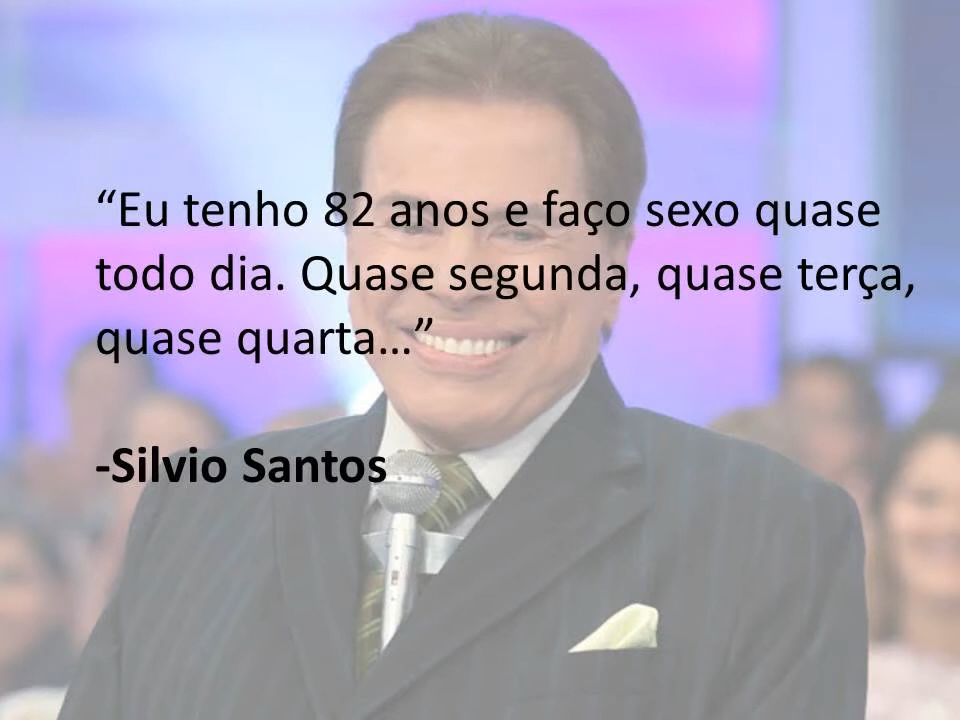 “Eu tenho 82 anos e faço sexo quase
todo dia. Quase segunda, quase terça,
quase quarta...”
-Silvio Santos